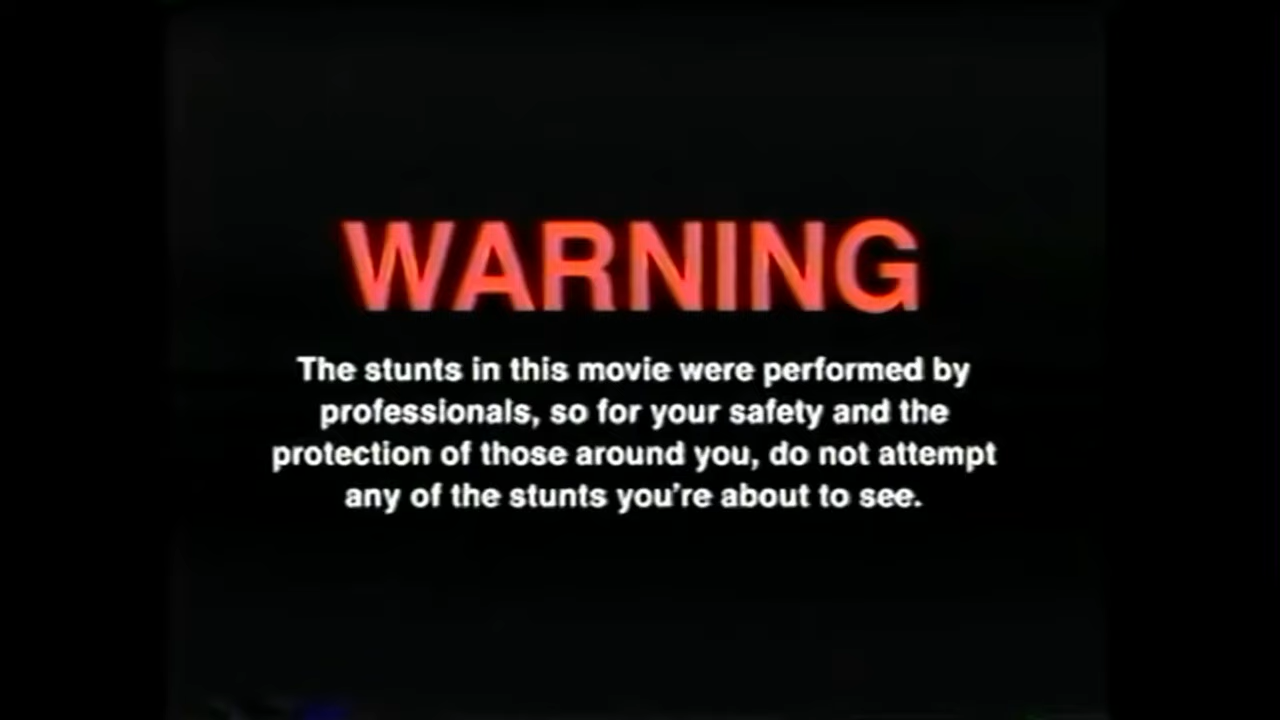 WARNING
The stunts in this movie were performed by
professionals, so for your safety and the
protection of those around you, do not attempt
any of the stunts you're about to see.